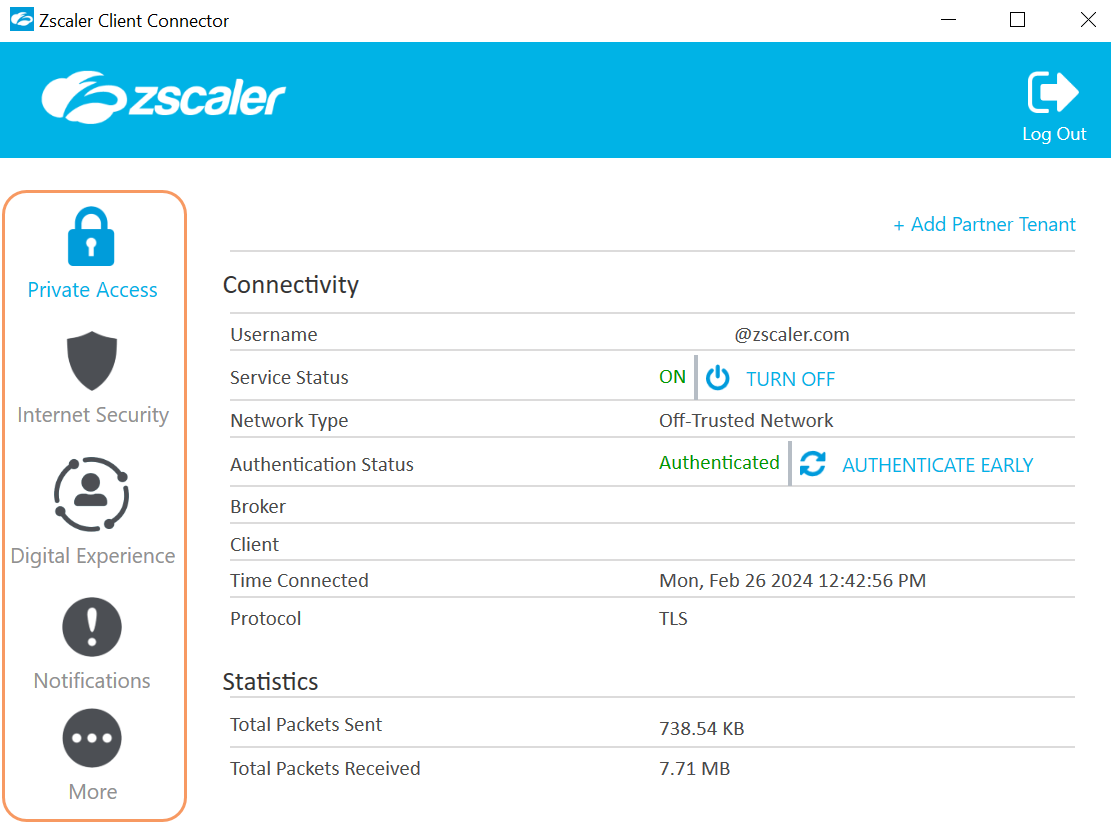 Zscaler Client Connector
zscaler
Log Out
Private Access
Internet Security
Digital Experience
Notifications
More
+ Add Partner Tenant
Connectivity
Username @zscaler.com
Service Status ON TURN OFF
Network Type Off-Trusted Network
Authentication Status Authenticated AUTHENTICATE EARLY
Broker
Client
Time Connected Mon, Feb 26 2024 12:42:56 PM
Protocol TLS
Statistics
Total Packets Sent 738.54 KB
Total Packets Received 7.71 MB